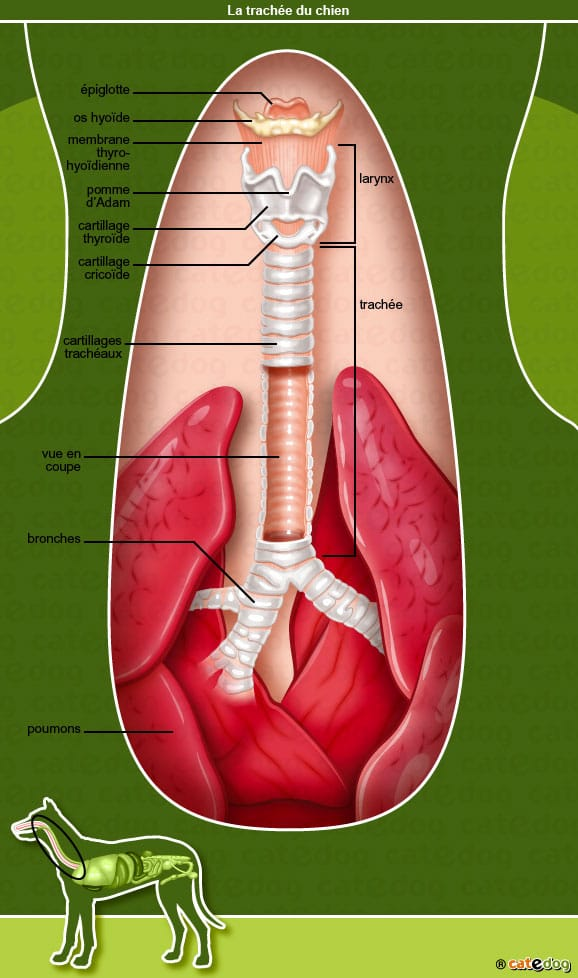 La trachée du chien
épiglotte
os hyoïde
membrane
thyro-
hyoïdienne
pomme
d'Adam
cartillage
thyroïde
cartillage
cricoïde
larynx
trachée
cartillages
trachéaux
vue en
coupe
bronches
poumons
® catedog